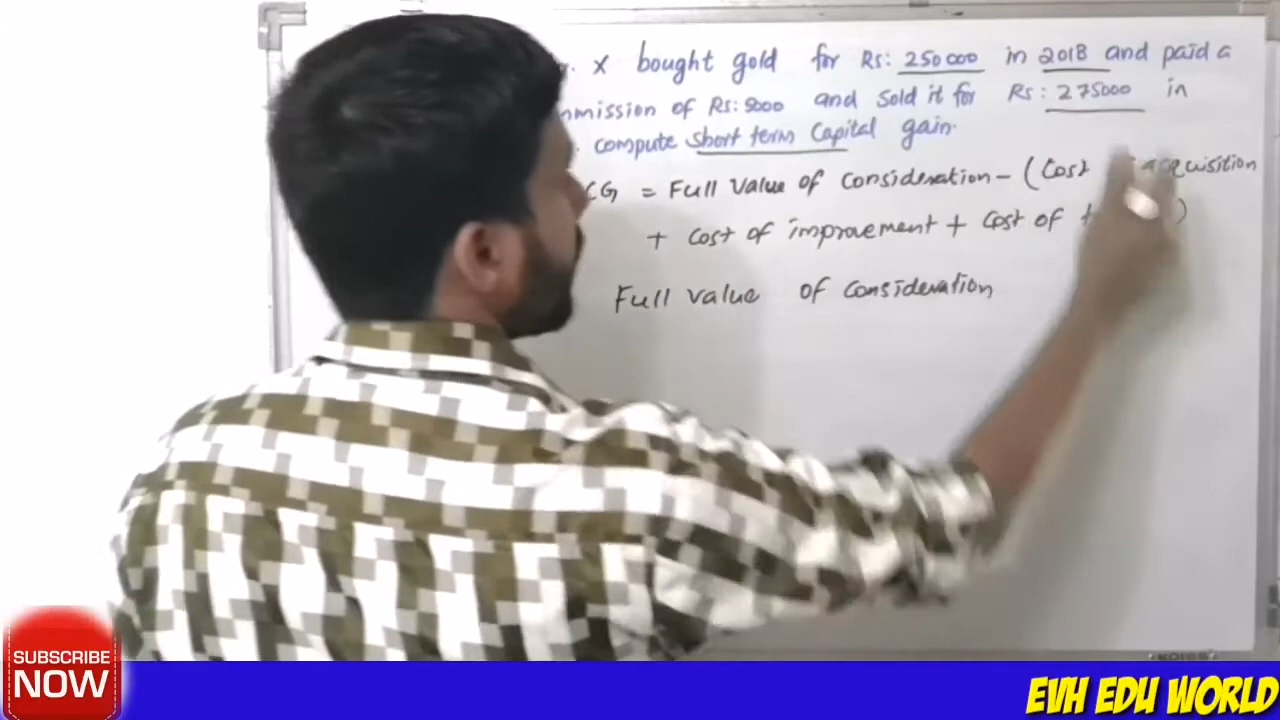 x bought gold for Rs: 250000 in 2018 and paid a
mmission of Rs: 5000 and sold it for Rs: 275000 in
compute short term Capital gain.
CG = Full value of consideration - (Cost acquisition
+ cost of improvement + cost of )
Full value of consideration
SUBSCRIBE
NOW
EVH EDU WORLD